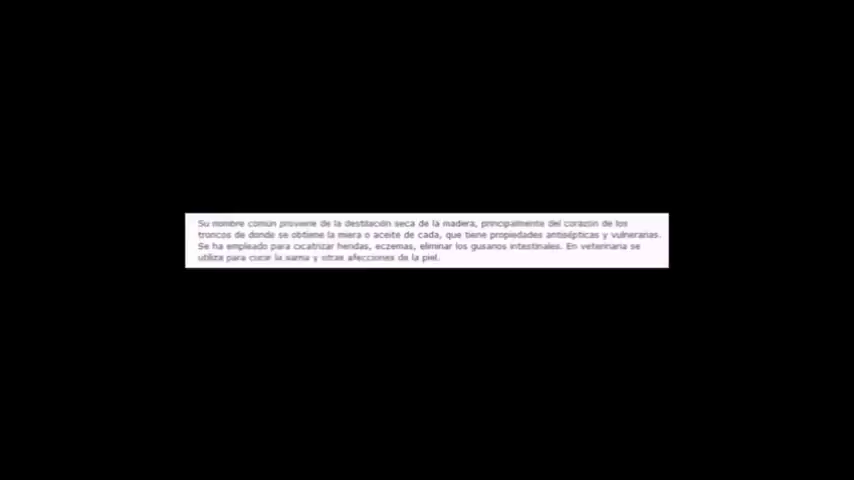 Su nombre común proviene de la destilación seca de la madera, principalmente del corazón de los
troncos de donde se obtiene la miera o aceite de cada, que tiene propiedades antisépticas y vulnerarias.
Se ha empleado para cicatrizar heridas, eczemas, eliminar los gusanos intestinales. En veterinaria se
utiliza para curar la sarna y otras afecciones de la piel.